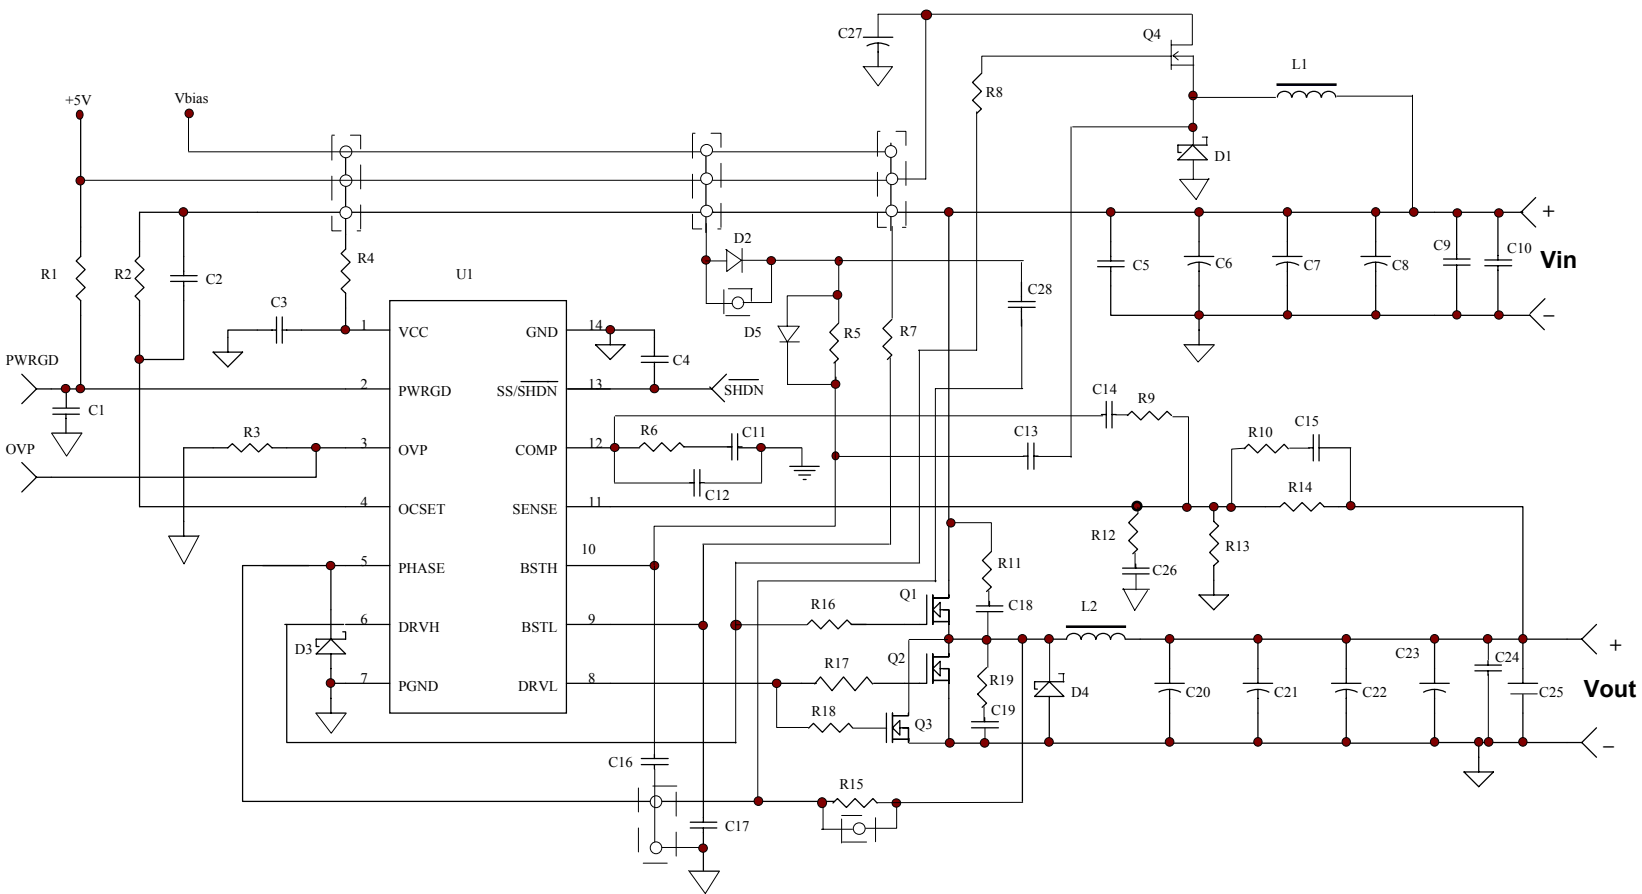 C27
Q4
L1
R8
+5V
Vbias
D1
+
R1
R2
C2
R4
U1
D2
C5
C6
C7
C8
C9
C10
Vin
C3
C28
D5
R5
R7
1
VCC
GND
14
C4
−
PWRGD
2
PWRGD
SS/SHDN
13
SHDN
C1
C14
R9
OVP
R3
3
OVP
COMP
12
R6
C11
C13
R10
C15
C12
4
OCSET
SENSE
11
R14
R12
R13
C26
5
PHASE
BSTH
10
R11
C18
R16
Q1
L2
6
DRVH
BSTL
9
D3
+
R17
Q2
C23
C24
7
PGND
DRVL
8
R19
D4
C20
C21
C22
C25
Vout
R18
Q3
C19
−
C16
R15
C17